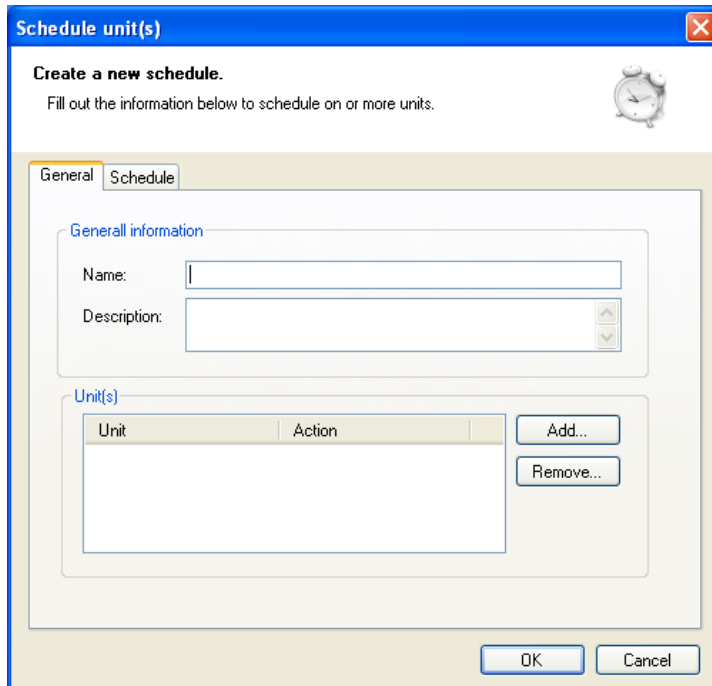 Schedule unit(s)
Create a new schedule.
Fill out the information below to schedule on or more units.
General Schedule
Generall information
Name:
Description:
Unit(s)
Unit Action
Add...
Remove...
OK Cancel